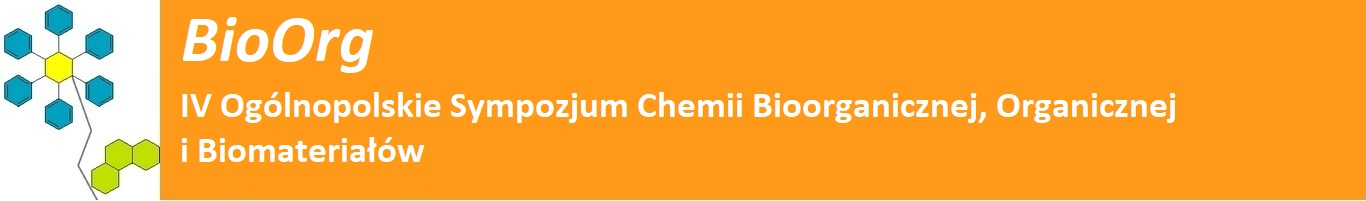 BioOrg
IV Ogólnopolskie Sympozjum Chemii Bioorganicznej, Organicznej
i Biomateriałów